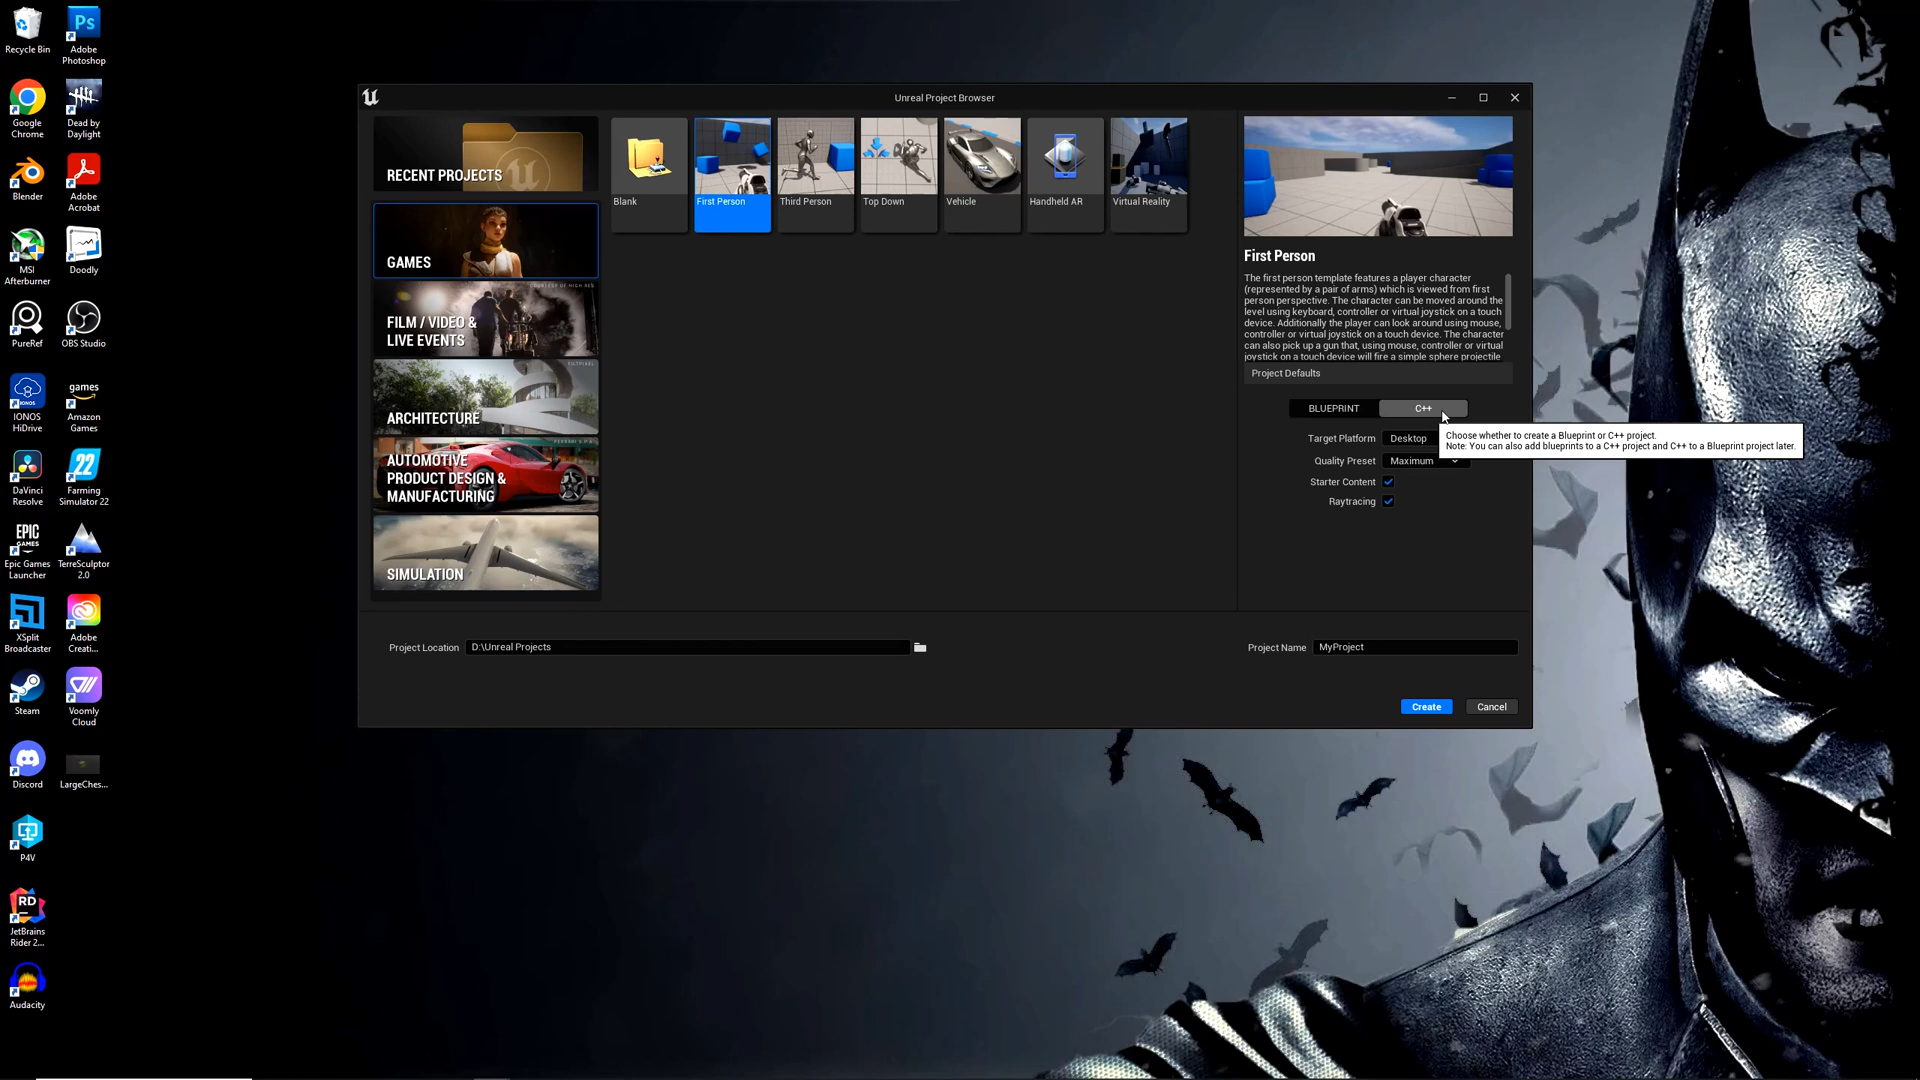 Recycle Bin
Adobe
Photoshop
Google
Chrome
Dead by
Daylight
Blender
Adobe
Acrobat
MSI
Afterburner
Doodly
PureRef
OBS Studio
IONOS
HiDrive
games
Amazon
Games
DaVinci
Resolve
22
Farming
Simulator 22
EPIC
GAMES
Epic Games
Launcher
TerreSculptor
2.0
XSplit
Broadcaster
Adobe
Creati...
Steam
Voomly
Cloud
Discord
LargeChes...
P4V
RD
JetBrains
Rider 2...
Audacity
Ps
Unreal Project Browser
RECENT PROJECTS
GAMES
FILM / VIDEO &
LIVE EVENTS
ARCHITECTURE
AUTOMOTIVE
PRODUCT DESIGN &
MANUFACTURING
SIMULATION
Blank
First Person
Third Person
Top Down
Vehicle
Handheld AR
Virtual Reality
First Person
The first person template features a player character
(represented by a pair of arms) which is viewed from first
person perspective. The character can be moved around the
level using keyboard, controller or virtual joystick on a touch
device. Additionally the player can look around using mouse,
controller or virtual joystick on a touch device. The character
can also pick up a gun that, using mouse, controller or virtual
joystick on a touch device will fire a simple sphere projectile
Project Defaults
BLUEPRINT
C++
Choose whether to create a Blueprint or C++ project.
Note: You can also add blueprints to a C++ project and C++ to a Blueprint project later.
Target Platform
Desktop
Quality Preset
Maximum
Starter Content
Raytracing
Project Location
D:\Unreal Projects
Project Name
MyProject
Create
Cancel